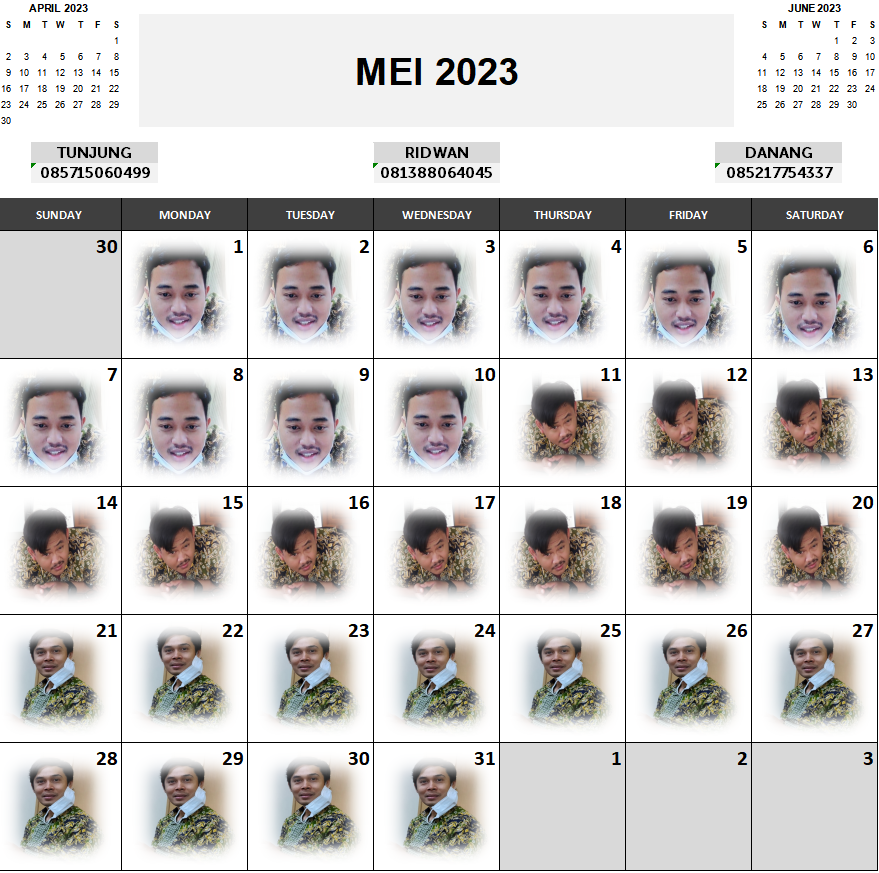 APRIL 2023
S M T W T F S
1
2 3 4 5 6 7 8
9 10 11 12 13 14 15
16 17 18 19 20 21 22
23 24 25 26 27 28 29
30
MEI 2023
JUNE 2023
S M T W T F S
1 2 3
4 5 6 7 8 9 10
11 12 13 14 15 16 17
18 19 20 21 22 23 24
25 26 27 28 29 30
TUNJUNG RIDWAN DANANG
085715060499 081388064045 085217754337
SUNDAY MONDAY TUESDAY WEDNESDAY THURSDAY FRIDAY SATURDAY
30 1 2 3 4 5 6
7 8 9 10 11 12 13
14 15 16 17 18 19 20
21 22 23 24 25 26 27
28 29 30 31 1 2 3